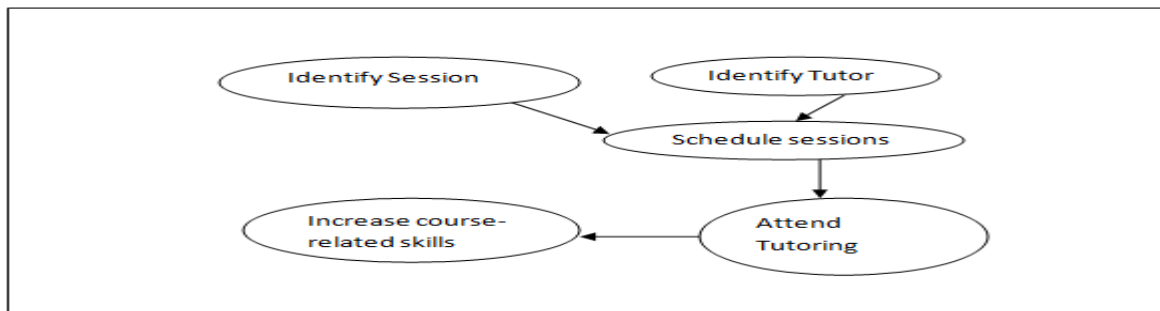 Identify Session
Identify Tutor
Schedule sessions
Increase course-
related skills
Attend
Tutoring